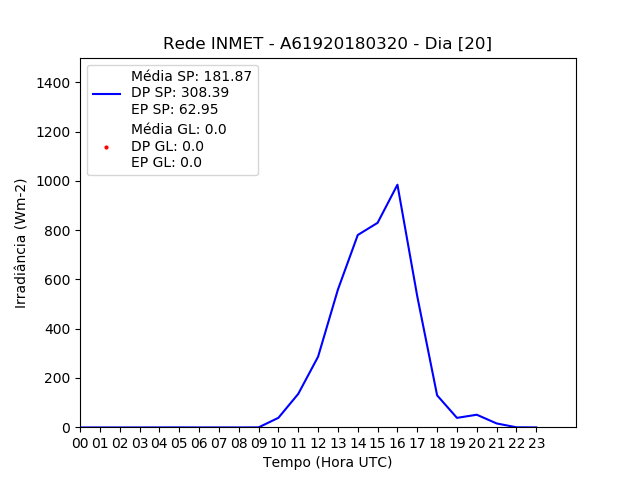 Rede INMET - A61920180320 - Dia [20]
Média SP: 181.87
DP SP: 308.39
EP SP: 62.95
Média GL: 0.0
DP GL: 0.0
EP GL: 0.0
1400
1200
1000
800
600
400
200
0
Irradiância (Wm-2)
00 01 02 03 04 05 06 07 08 09 10 11 12 13 14 15 16 17 18 19 20 21 22 23
Tempo (Hora UTC)